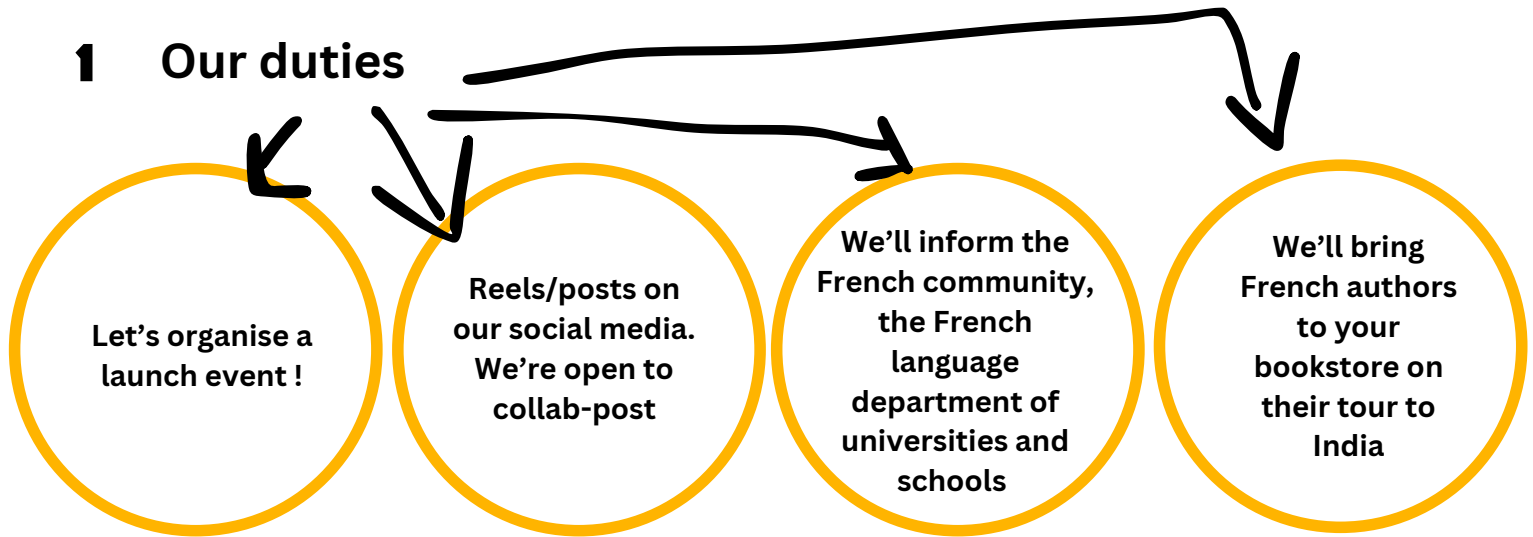 1 Our duties
Let’s organise a
launch event !
Reels/posts on
our social media.
We’re open to
collab-post
We’ll inform the
French community,
the French
language
department of
universities and
schools
We’ll bring
French authors
to your
bookstore on
their tour to
India